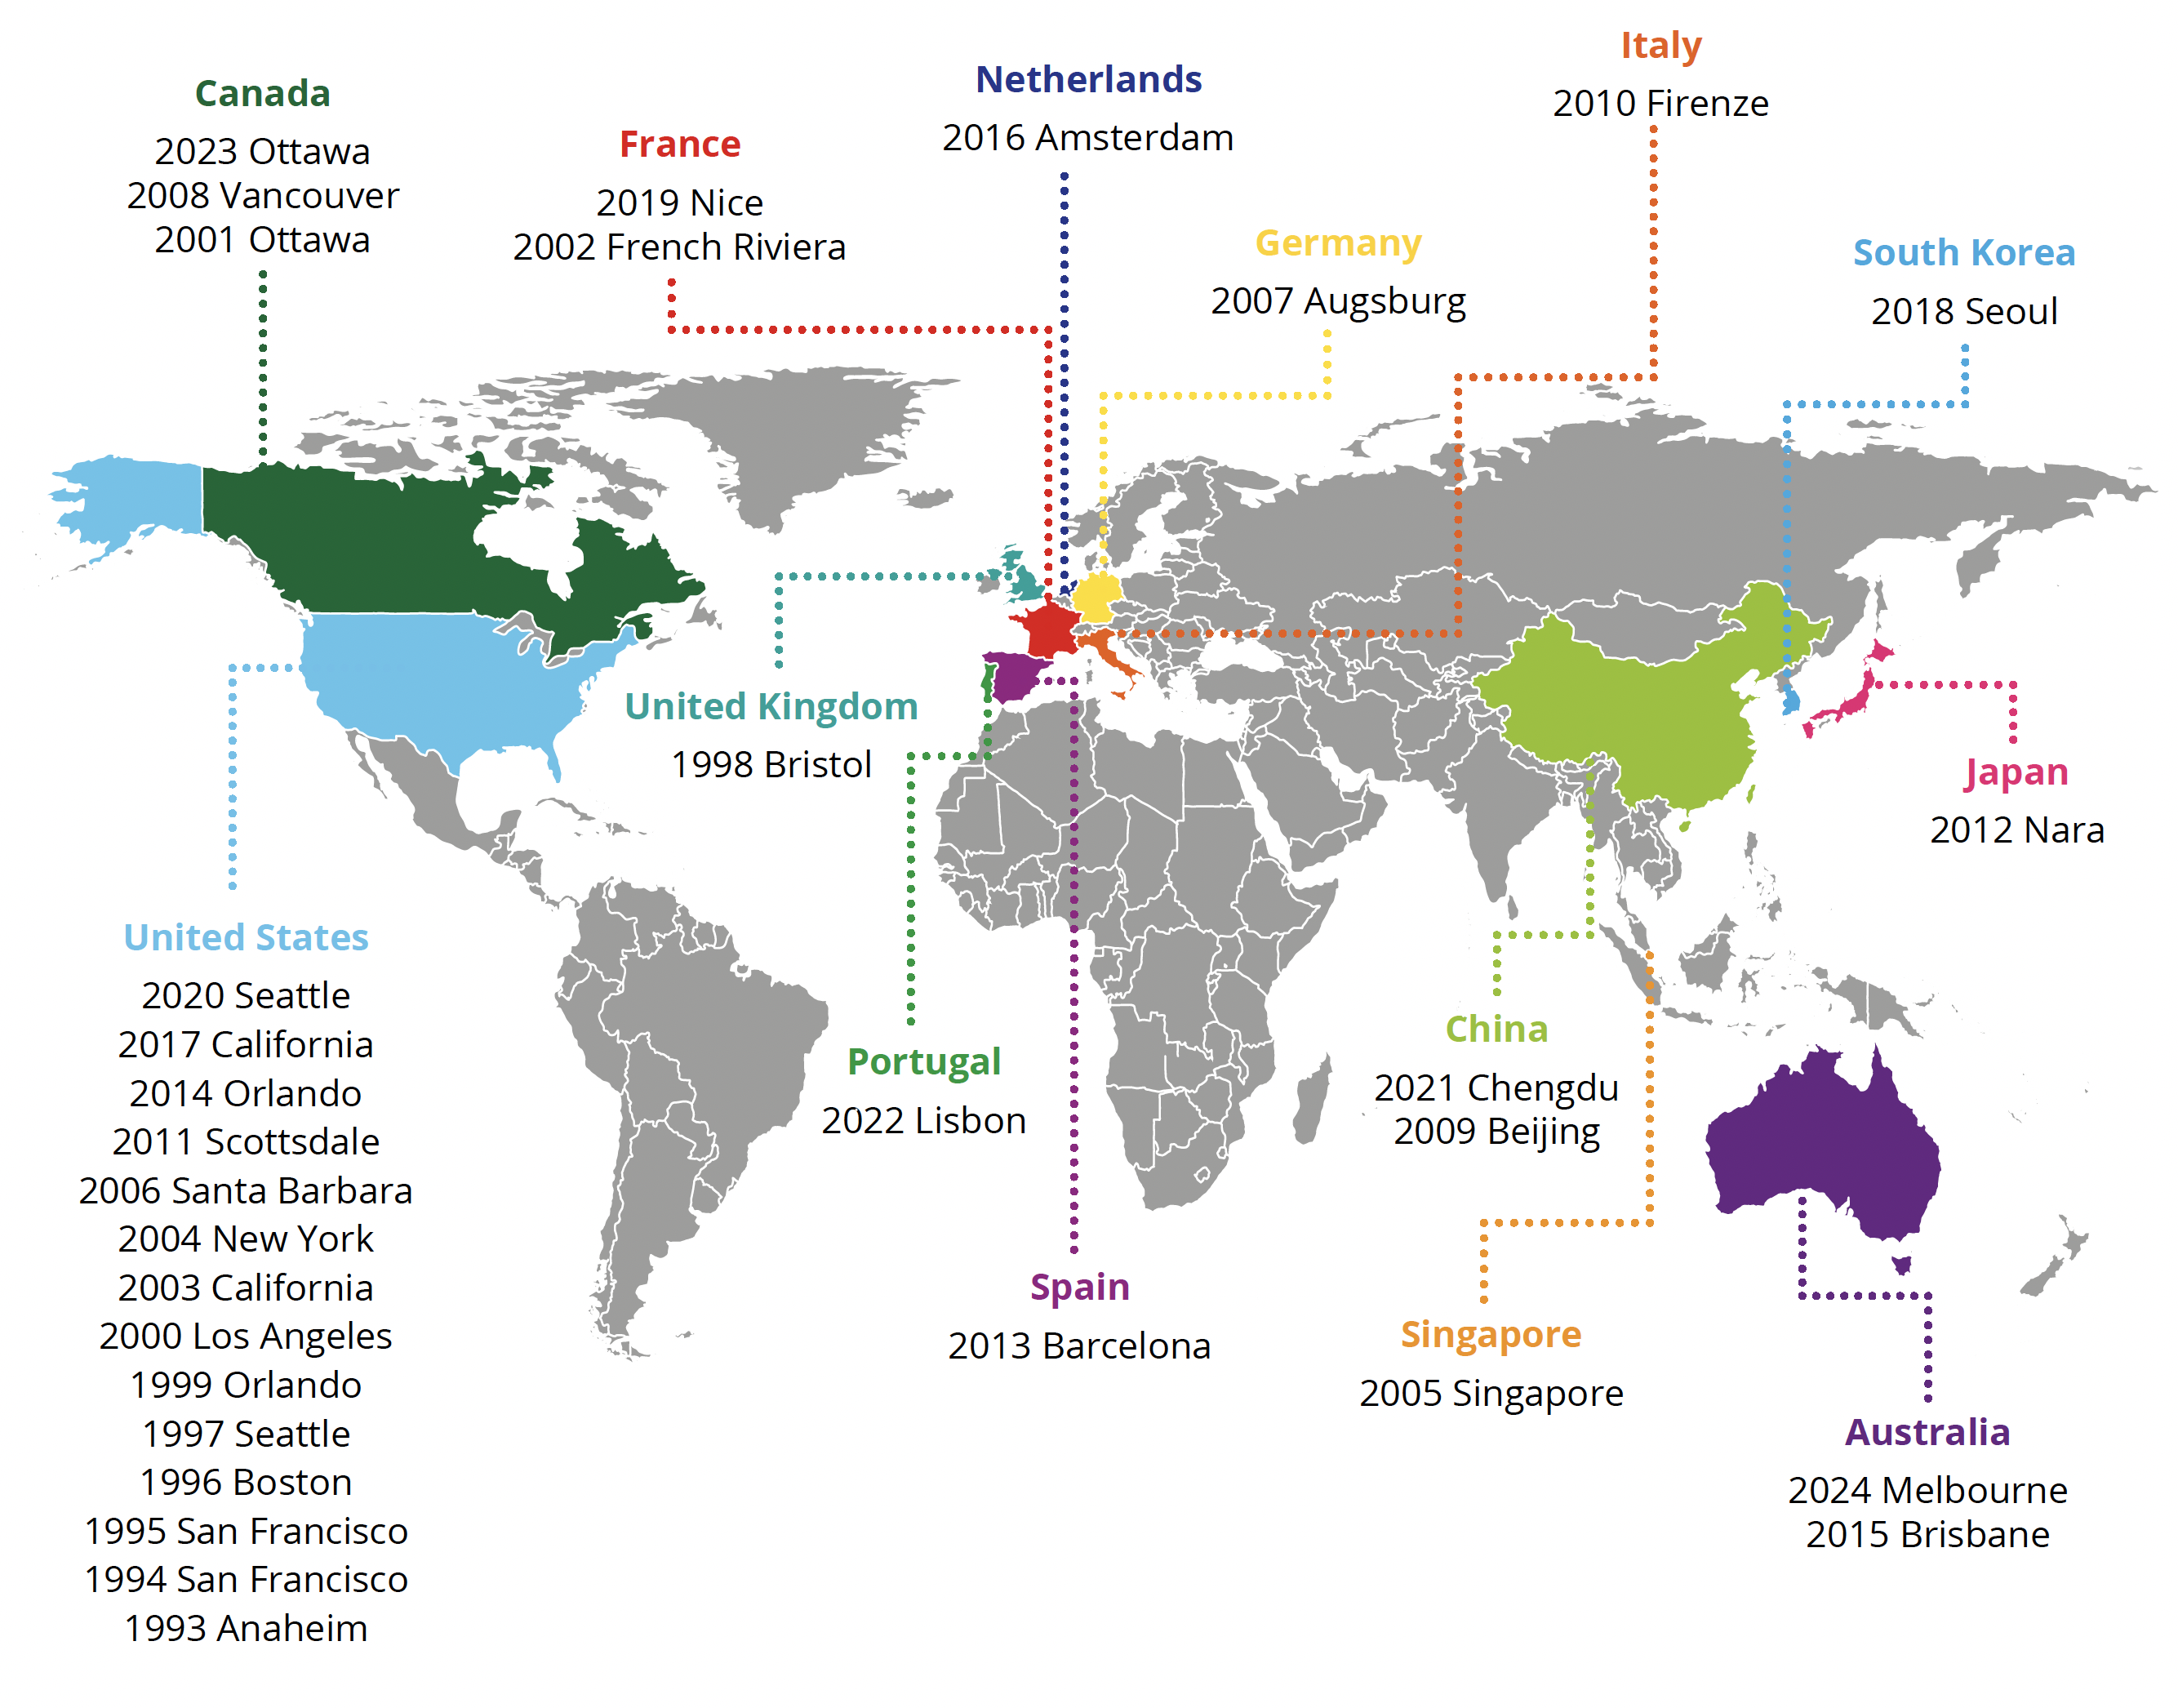 Canada
2023 Ottawa
2008 Vancouver
2001 Ottawa
France
2019 Nice
2002 French Riviera
Netherlands
2016 Amsterdam
Germany
2007 Augsburg
Italy
2010 Firenze
South Korea
2018 Seoul
United Kingdom
1998 Bristol
Japan
2012 Nara
United States
2020 Seattle
2017 California
2014 Orlando
2011 Scottsdale
2006 Santa Barbara
2004 New York
2003 California
2000 Los Angeles
1999 Orlando
1997 Seattle
1996 Boston
1995 San Francisco
1994 San Francisco
1993 Anaheim
Portugal
2022 Lisbon
Spain
2013 Barcelona
China
2021 Chengdu
2009 Beijing
Singapore
2005 Singapore
Australia
2024 Melbourne
2015 Brisbane